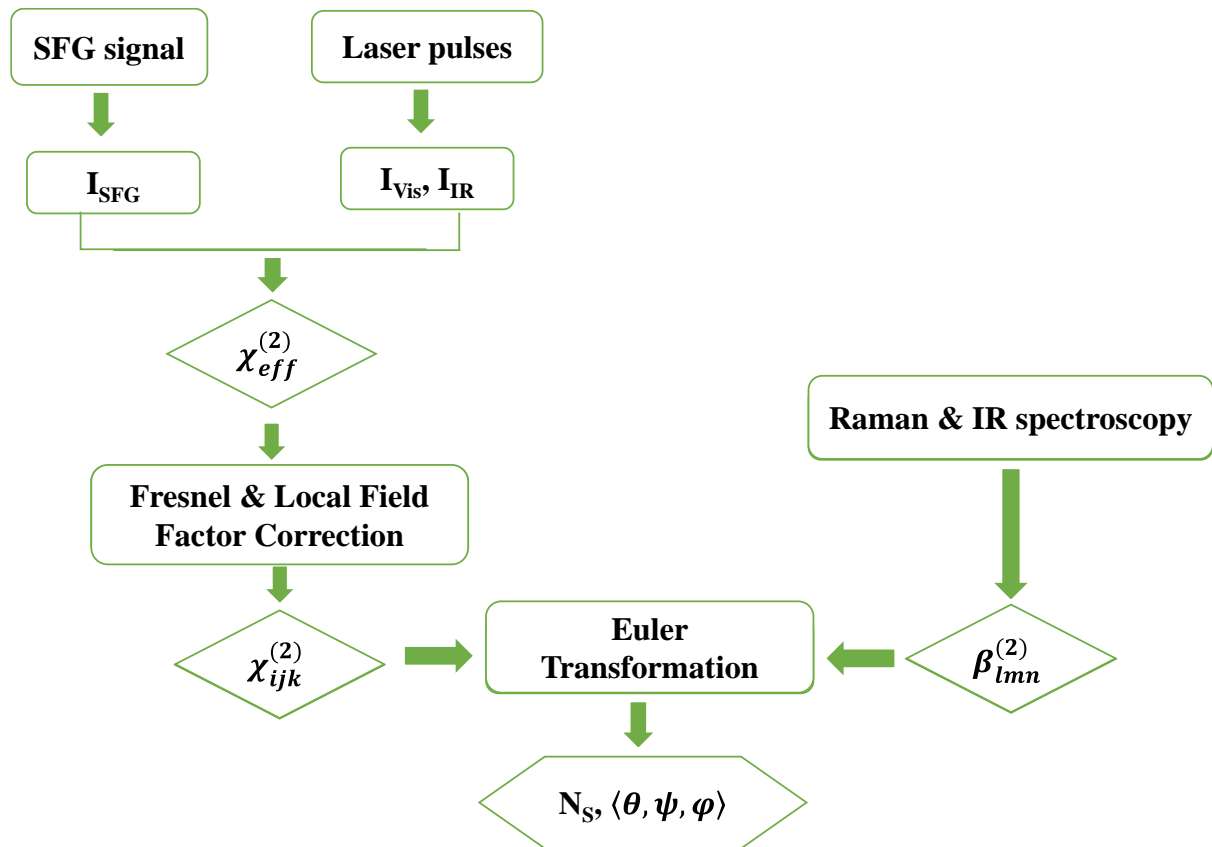 SFG signal
Laser pulses
I_SFG
I_Vis, I_IR
χ_eff^(2)
Raman & IR spectroscopy
Fresnel & Local Field
Factor Correction
χ_ijk^(2)
Euler
Transformation
β_lmn^(2)
N_S, ⟨θ, ψ, φ⟩